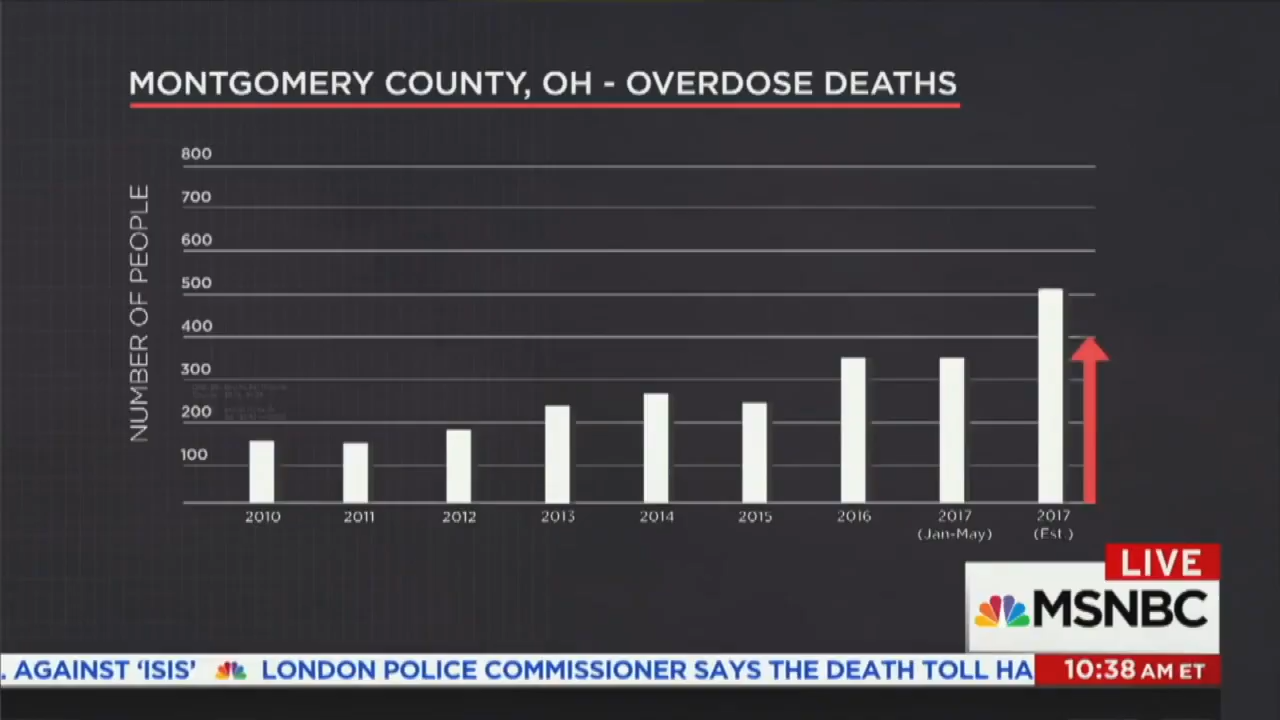 MONTGOMERY COUNTY, OH - OVERDOSE DEATHS
NUMBER OF PEOPLE
800
700
600
500
400
300
200
100
2010 2011 2012 2013 2014 2015 2016 2017 2017
(Jan-May) (Est.)
LIVE
MSNBC
. AGAINST ‘ISIS’ LONDON POLICE COMMISSIONER SAYS THE DEATH TOLL HA
10:38 AM ET